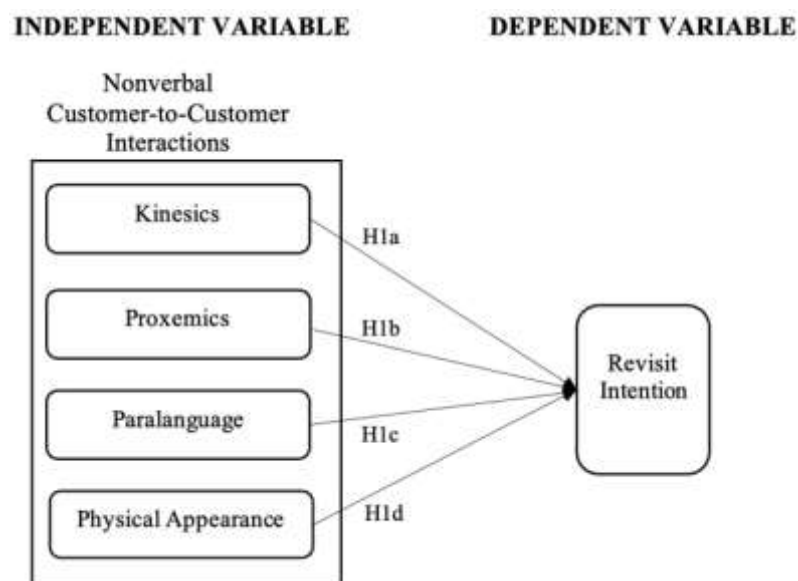 INDEPENDENT VARIABLE
DEPENDENT VARIABLE
Nonverbal
Customer-to-Customer
Interactions
Kinesics
H1a
Proxemics
H1b
Revisit
Intention
Paralanguage
H1c
Physical Appearance
H1d